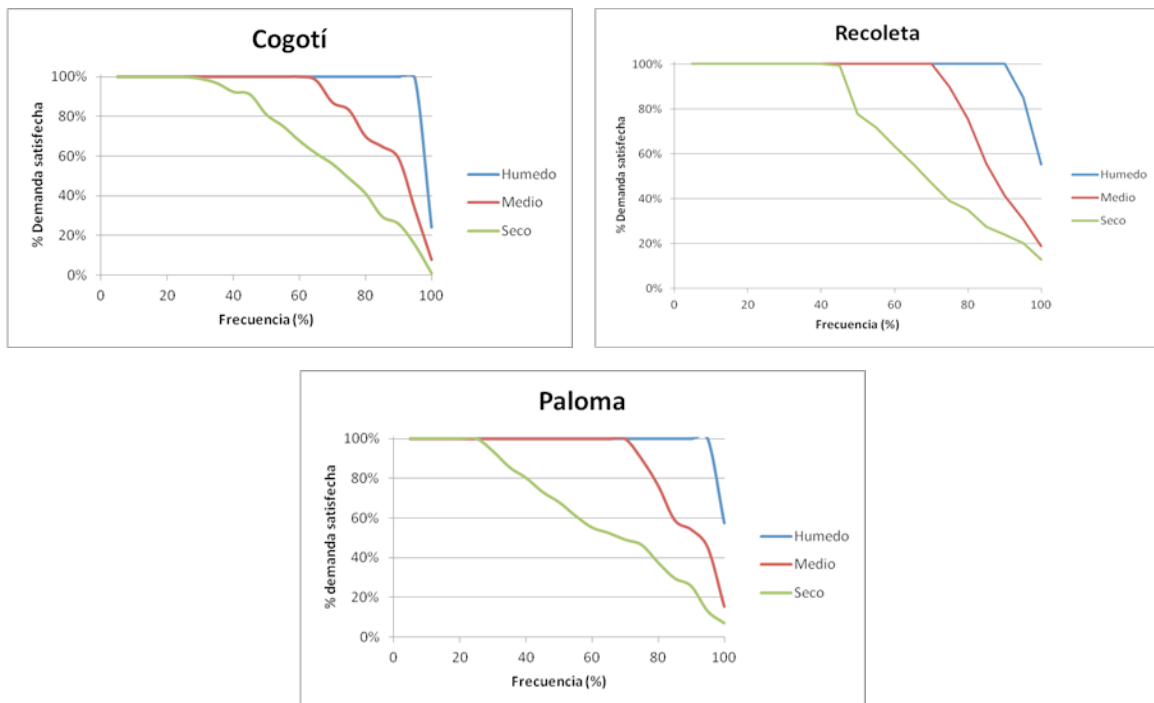 Cogotí
100%
80%
60%
40%
20%
0%
% Demanda satisfecha
0 20 40 60 80 100
Frecuencia (%)
Humedo
Medio
Seco
Recoleta
100%
80%
60%
40%
20%
0%
% Demanda satisfecha
0 20 40 60 80 100
Frecuencia (%)
Humedo
Medio
Seco
Paloma
100%
80%
60%
40%
20%
0%
% demanda satisfecha
0 20 40 60 80 100
Frecuencia (%)
Humedo
Medio
Seco